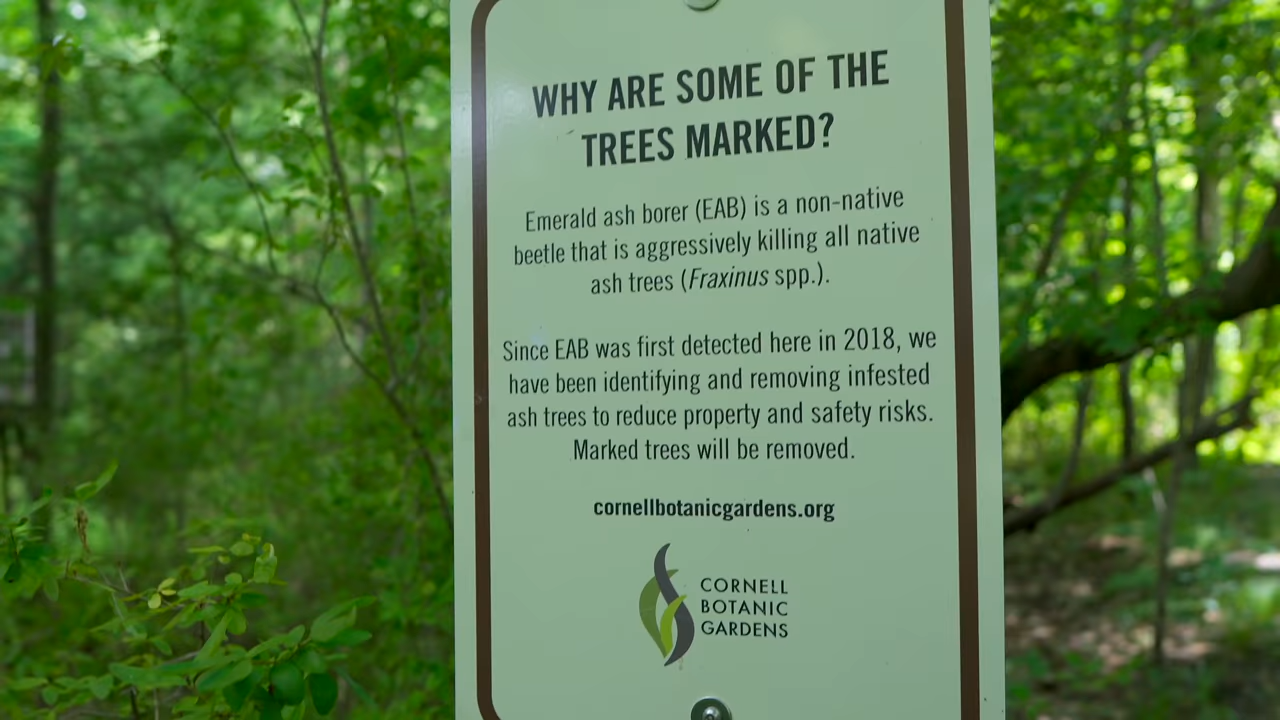 WHY ARE SOME OF THE
TREES MARKED?
Emerald ash borer (EAB) is a non-native
beetle that is aggressively killing all native
ash trees (Fraxinus spp.).
Since EAB was first detected here in 2018, we
have been identifying and removing infested
ash trees to reduce property and safety risks.
Marked trees will be removed.
cornellbotanicgardens.org
CORNELL
BOTANIC
GARDENS